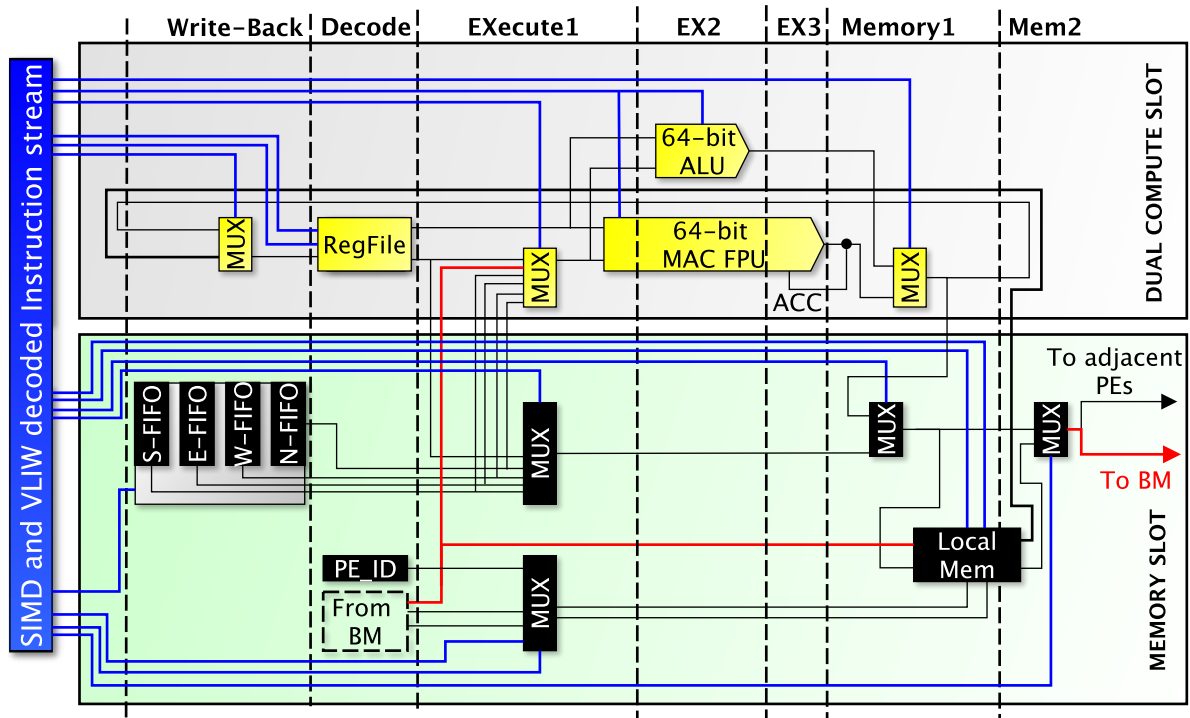 Write-Back
Decode
EXecute1
EX2
EX3
Memory1
Mem2
SIMD and VLIW decoded Instruction stream
DUAL COMPUTE SLOT
64-bit
ALU
MUX
RegFile
MUX
64-bit
MAC FPU
ACC
MUX
To adjacent
PEs
S-FIFO
E-FIFO
W-FIFO
N-FIFO
MUX
MUX
MUX
To BM
MEMORY SLOT
PE_ID
From
BM
MUX
Local
Mem